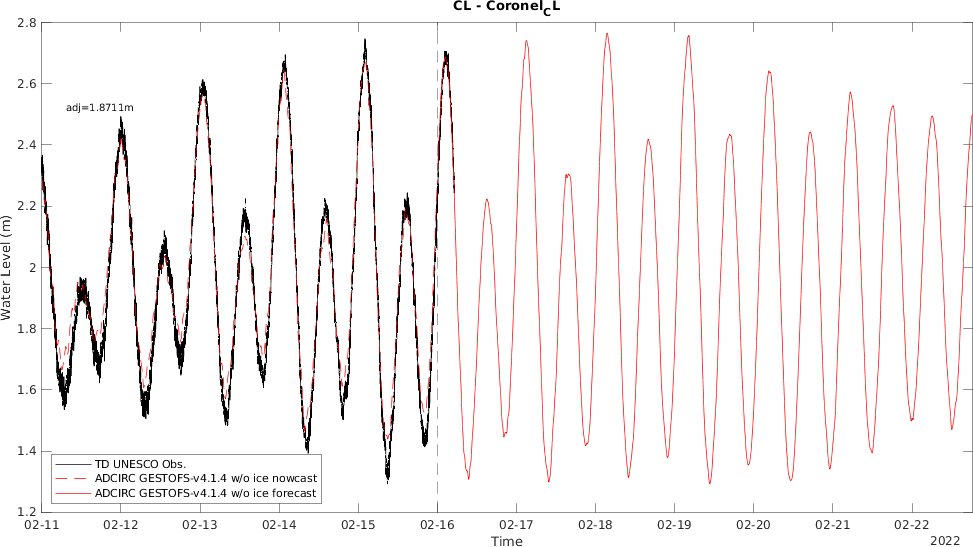 CL - Coronel_CL
2.8
2.6
2.4
2.2
2
1.8
1.6
1.4
1.2
Water Level (m)
adj=1.8711m
TD UNESCO Obs.
ADCIRC GESTOFS-v4.1.4 w/o ice nowcast
ADCIRC GESTOFS-v4.1.4 w/o ice forecast
02-11 02-12 02-13 02-14 02-15 02-16 02-17 02-18 02-19 02-20 02-21 02-22
Time
2022